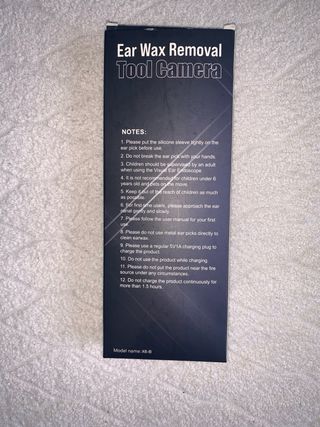 Ear Wax Removal
Tool Camera
NOTES:
1. Please put the silicone sleeve tightly on the
ear pick before use.
2. Do not break the ear pick with your hands.
3. Children should be supervised by an adult
when using the Visual Ear Endoscope
4. It is not recommended for children under 6
years old and pets on the move.
5. Keep it out of the reach of children as much
as possible.
6. For first time users, please approach the ear
canal gently and slowly.
7. Please follow the user manual for your first
use.
8. Please do not use metal ear picks directly to
clean earwax.
9. Please use a regular 5V1A charging plug to
charge the product.
10. Do not use the product while charging
11. Please do not put the product near the fire
source under any circumstances.
12. Do not charge the product continuously for
more than 1.5 hours.
Model name: